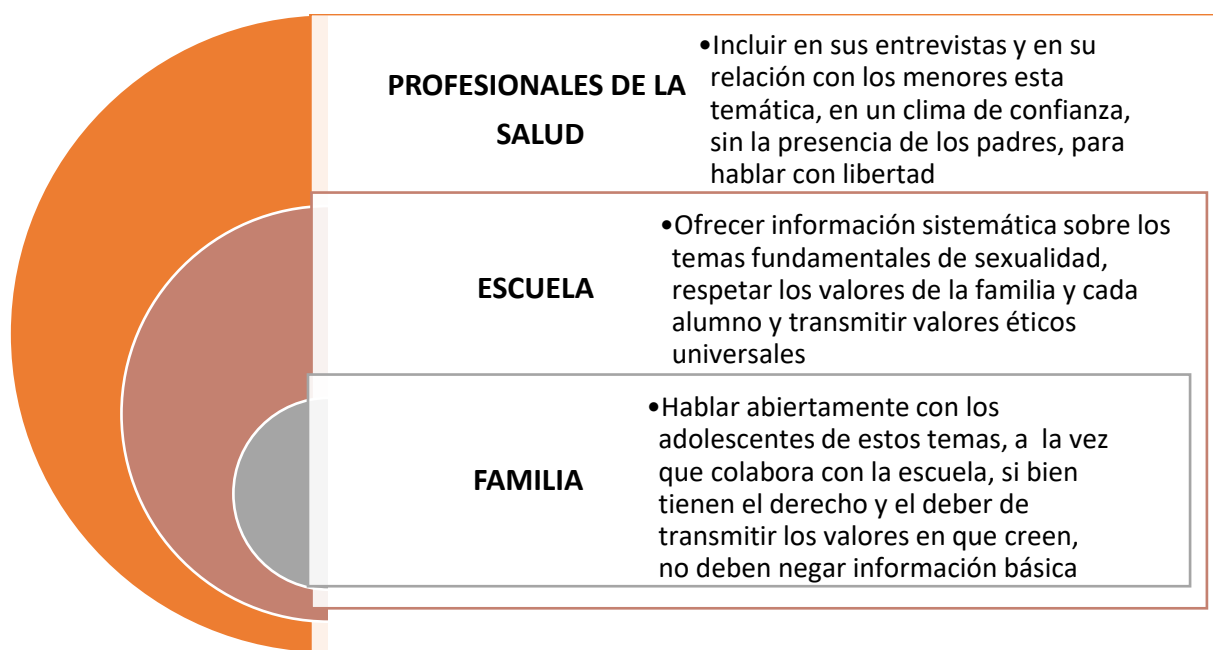 PROFESIONALES DE LA
SALUD
•Incluir en sus entrevistas y en su
relación con los menores esta
temática, en un clima de confianza,
sin la presencia de los padres, para
hablar con libertad
ESCUELA
•Ofrecer información sistemática sobre los
temas fundamentales de sexualidad,
respetar los valores de la familia y cada
alumno y transmitir valores éticos
universales
FAMILIA
•Hablar abiertamente con los
adolescentes de estos temas, a la vez
que colabora con la escuela, si bien
tienen el derecho y el deber de
transmitir los valores en que creen,
no deben negar información básica